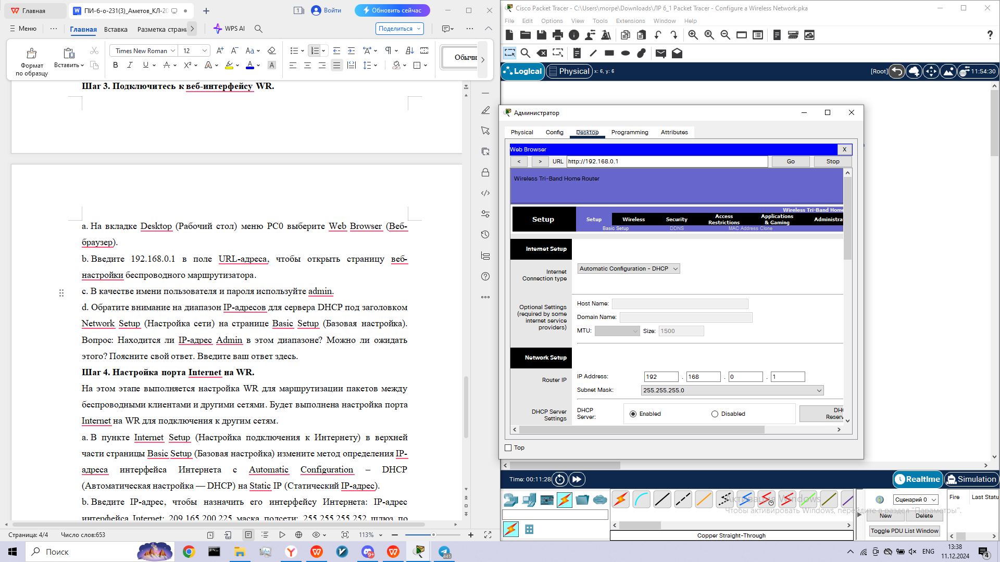 Главная
ПИ-б-о-231(3)_Аметов_КЛ-20
Войти
Обновить сейчас
Меню
Главная
Вставка
Разметка страни
WPS AI
Поделиться
Формат
по образцу
Вставить
Times New Roman
12
Обычн
Шаг 3. Подключитесь к веб-интерфейсу WR.
a. На вкладке Desktop (Рабочий стол) меню PC0 выберите Web Browser (Веб-
браузер).
b. Введите 192.168.0.1 в поле URL-адреса, чтобы открыть страницу веб-
настройки беспроводного маршрутизатора.
c. В качестве имени пользователя и пароля используйте admin.
d. Обратите внимание на диапазон IP-адресов для сервера DHCP под заголовком
Network Setup (Настройка сети) на странице Basic Setup (Базовая настройка).
Вопрос: Находится ли IP-адрес Admin в этом диапазоне? Можно ли ожидать
этого? Поясните свой ответ. Введите ваш ответ здесь.
Шаг 4. Настройка порта Internet на WR.
На этом этапе выполняется настройка WR для маршрутизации пакетов между
беспроводными клиентами и другими сетями. Будет выполнена настройка порта
Internet на WR для подключения к другим сетям.
a. В пункте Internet Setup (Настройка подключения к Интернету) в верхней
части страницы Basic Setup (Базовая настройка) измените метод определения IP-
адреса интерфейса Интернета с Automatic Configuration – DHCP
(Автоматическая настройка — DHCP) на Static IP (Статический IP-адрес).
b. Введите IP-адрес, чтобы назначить его интерфейсу Интернета: IP-адрес
интерфейса Internet: 209.165.200.225 маска подсети: 255.255.255.252 шлюз по
Страница: 4/4
Число слов:653
113%
Cisco Packet Tracer - C:\Users\morpe\Downloads\ЛР 6_1 Packet Tracer - Configure a Wireless Network.pka
File Edit Options View Tools Extensions Window Help
Logical
Physical
x: 6, y: 6
[Root]
11:54:30
Администратор
Physical
Config
Desktop
Programming
Attributes
Web Browser
X
<
>
URL
http://192.168.0.1
Go
Stop
Wireless Tri-Band Home Router
Wireless Tri-Band Home
Setup
Setup
Wireless
Security
Access
Restrictions
Applications
& Gaming
Administra
Basic Setup
DDNS
MAC Address Clone
Internet Setup
Internet
Connection type
Automatic Configuration - DHCP
Optional Settings
(required by some
internet service
providers)
Host Name:
Domain Name:
MTU:
Size:
1500
Network Setup
Router IP
IP Address:
192 . 168 . 0 . 1
Subnet Mask:
255.255.255.0
DHCP Server
Settings
DHCP
Server:
Enabled
Disabled
DHC
Reserv
Top
Time: 00:11:28
Realtime
Simulation
Активация Windows
Чтобы активировать Windows, перейдите в раздел "Параметры".
Сценарий 0
Fire
Last Statu
New
Delete
Toggle PDU List Window
Copper Straight-Through
Поиск
9+
445
ENG
13:38
11.12.2024
4